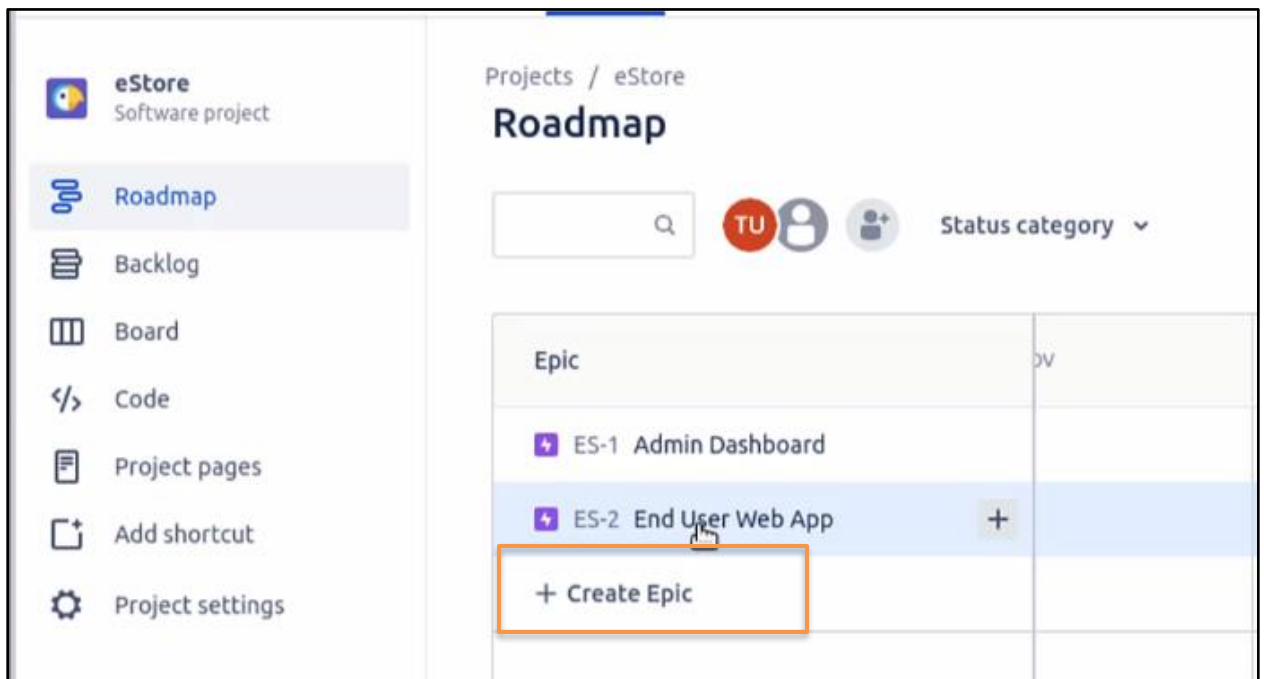 eStore
Software project
Roadmap
Backlog
Board
Code
Project pages
Add shortcut
Project settings
Projects / eStore
Roadmap
TU
Status category
Epic
ES-1 Admin Dashboard
ES-2 End User Web App +
+ Create Epic